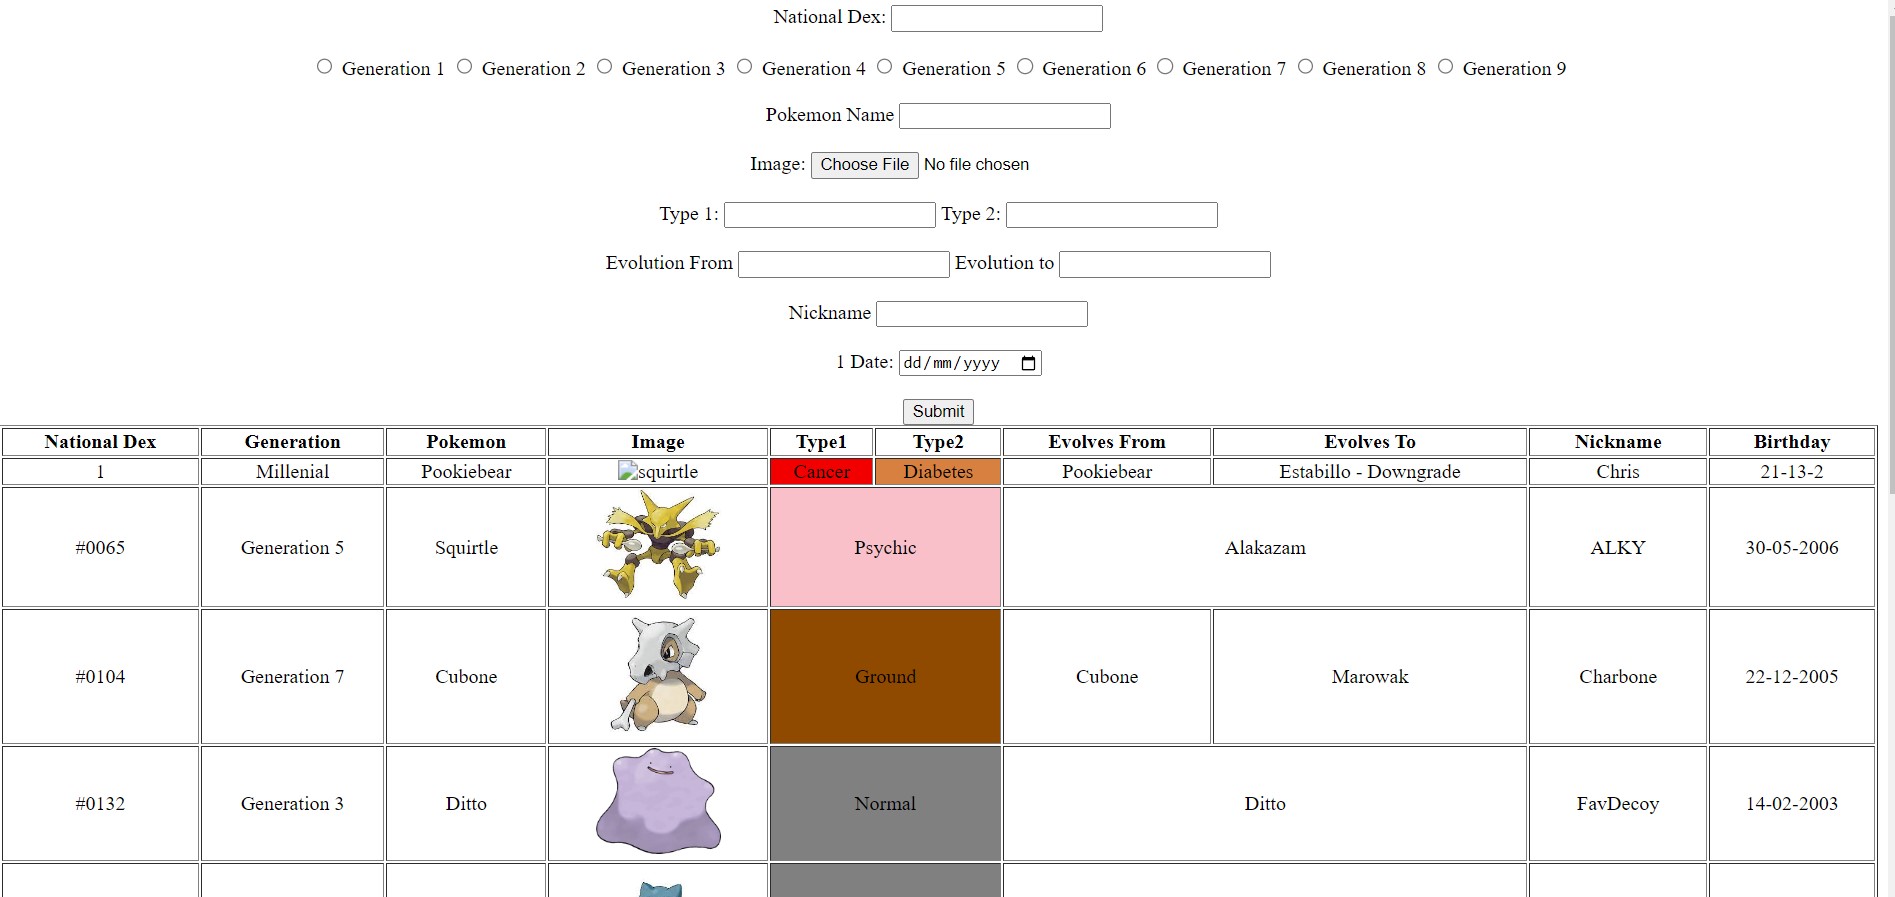 National Dex:
Generation 1 Generation 2 Generation 3 Generation 4 Generation 5 Generation 6 Generation 7 Generation 8 Generation 9
Pokemon Name
Image: Choose File No file chosen
Type 1: Type 2:
Evolution From Evolution to
Nickname
1 Date: dd/mm/yyyy
Submit
National Dex Generation Pokemon Image Type1 Type2 Evolves From Evolves To Nickname Birthday
1 Millenial Pookiebear squirtle Cancer Diabetes Pookiebear Estabillo - Downgrade Chris 21-13-2
#0065 Generation 5 Squirtle Psychic Alakazam ALKY 30-05-2006
#0104 Generation 7 Cubone Ground Cubone Marowak Charbone 22-12-2005
#0132 Generation 3 Ditto Normal Ditto FavDecoy 14-02-2003